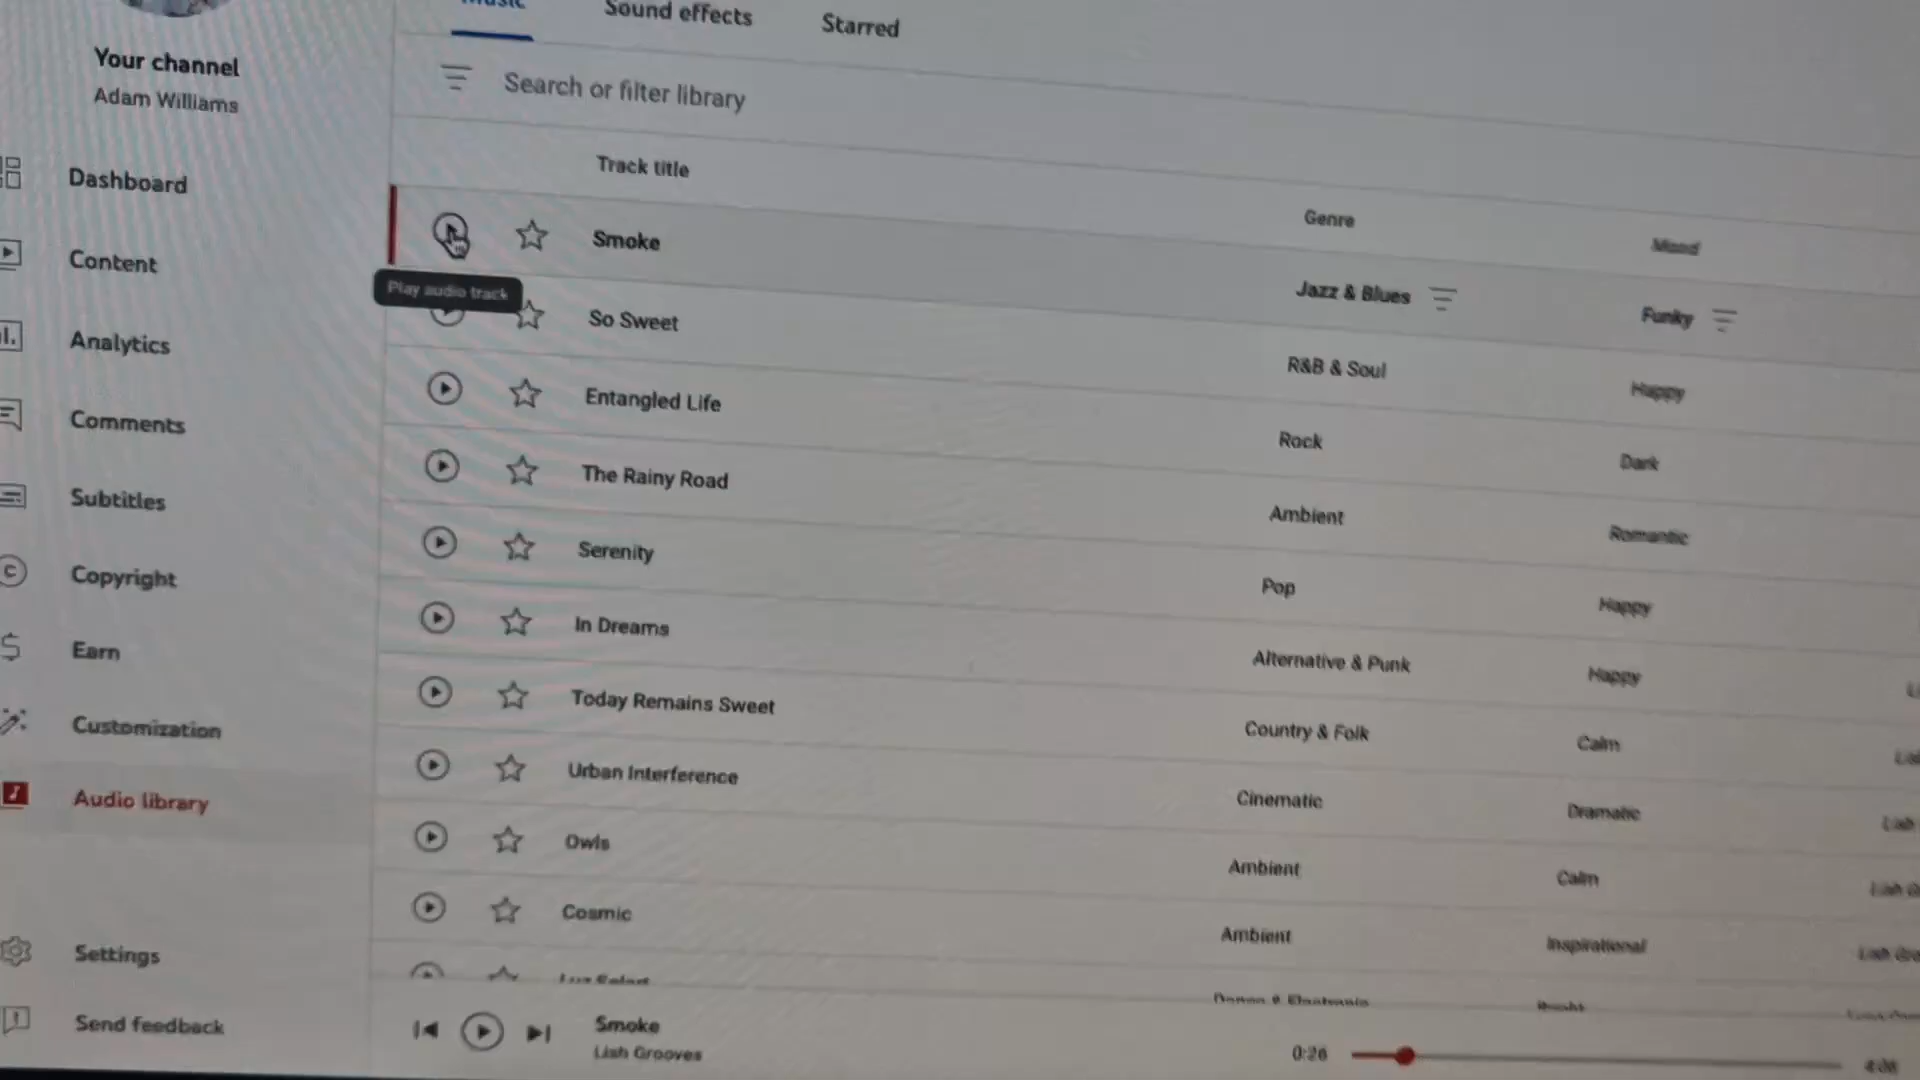 Sound effects
Starred
Your channel
Adam Williams
Search or filter library
Track title
Genre
Mood
Dashboard
Smoke
Jazz & Blues
Funky
Play audio track
Content
So Sweet
R&B & Soul
Happy
Analytics
Entangled Life
Rock
Dark
Comments
The Rainy Road
Ambient
Romantic
Subtitles
Serenity
Pop
Happy
Copyright
In Dreams
Alternative & Punk
Happy
Earn
Today Remains Sweet
Country & Folk
Calm
Customization
Urban Interference
Cinematic
Dramatic
Audio library
Owls
Ambient
Calm
Cosmic
Ambient
Inspirational
Settings
Send feedback
Smoke
Lish Grooves
0:26